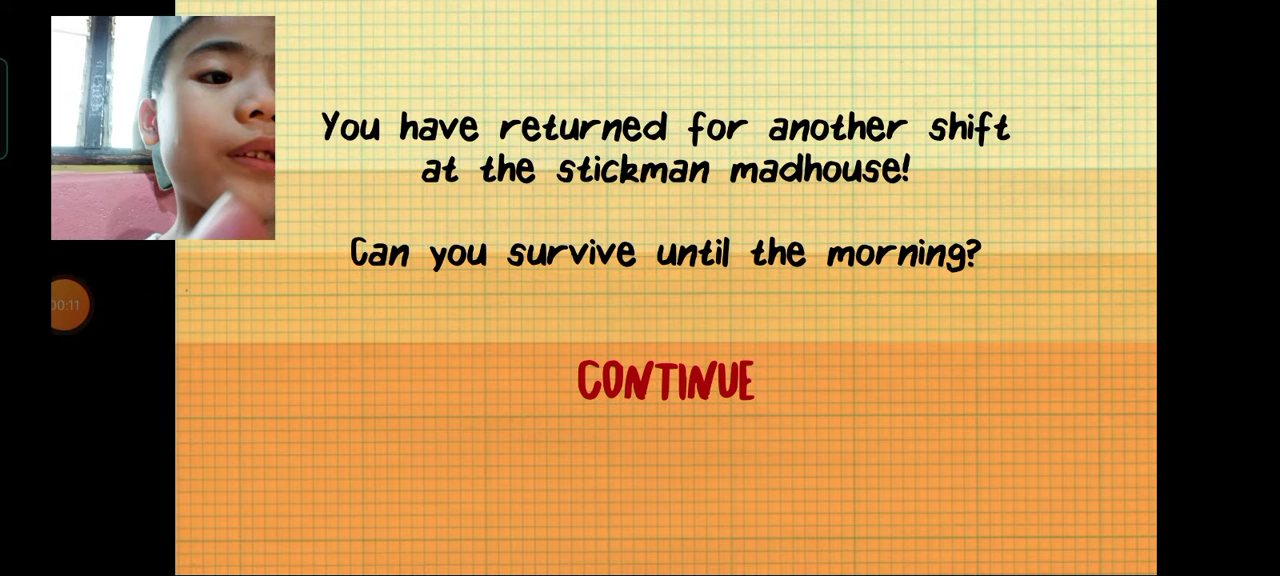 You have returned for another shift
at the stickman madhouse!
Can you survive until the morning?
CONTINUE
00:11